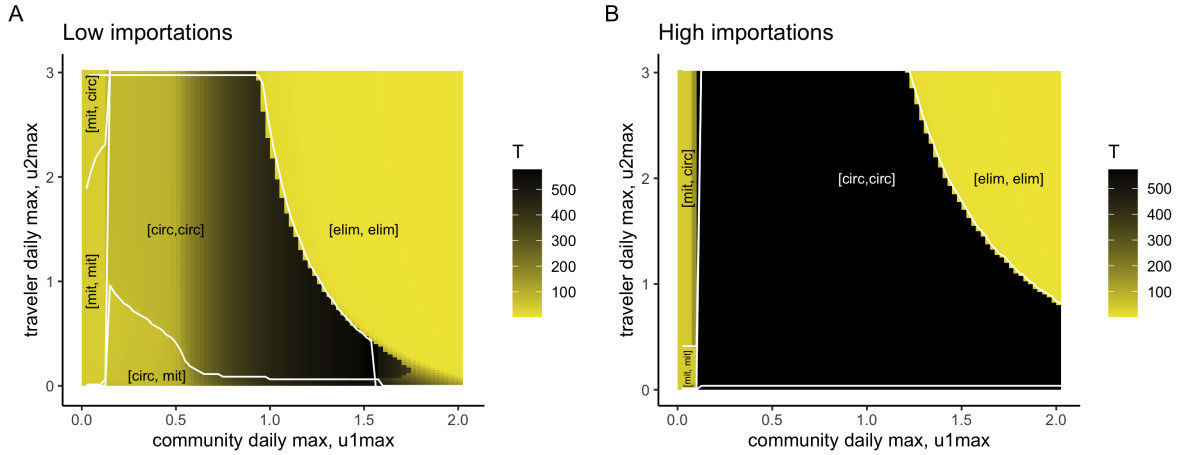 A
Low importations
3
2
1
0
traveler daily max, u2max
[mit, circ]
[mit, mit]
[circ,circ]
[elim, elim]
[circ, mit]
0.0
0.5
1.0
1.5
2.0
community daily max, u1max
T
500
400
300
200
100
B
High importations
3
2
1
0
traveler daily max, u2max
[mit, circ]
[mit, mit]
[circ,circ]
[elim, elim]
0.0
0.5
1.0
1.5
2.0
community daily max, u1max
T
500
400
300
200
100